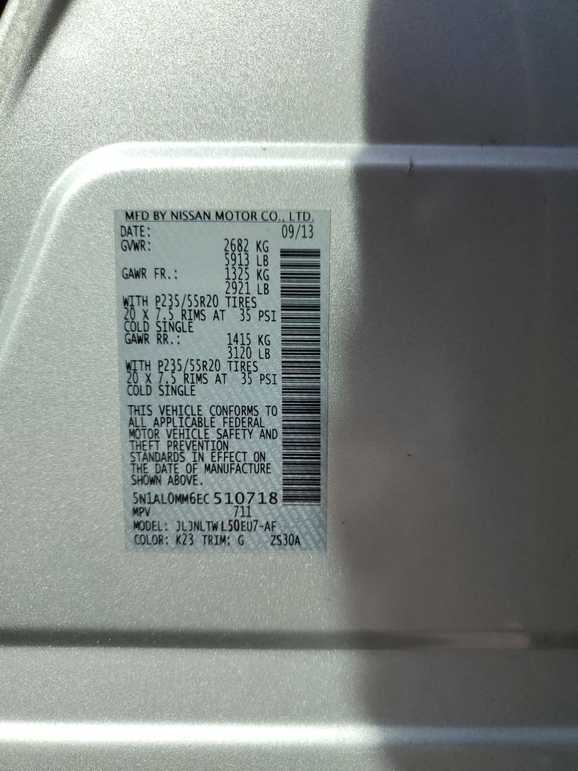 MFD BY NISSAN MOTOR CO., LTD.
DATE: 09/13
GVWR: 2682 KG
5913 LB
GAWR FR.: 1325 KG
2921 LB
WITH P235/55R20 TIRES
20 X 7.5 RIMS AT 35 PSI
COLD SINGLE
GAWR RR.: 1415 KG
3120 LB
WITH P235/55R20 TIRES
20 X 7.5 RIMS AT 35 PSI
COLD SINGLE
THIS VEHICLE CONFORMS TO
ALL APPLICABLE FEDERAL
MOTOR VEHICLE SAFETY AND
THEFT PREVENTION
STANDARDS IN EFFECT ON
THE DATE OF MANUFACTURE
SHOWN ABOVE.
5N1AL0MM6EC510718
MPV 711
MODEL: JLJNLTWL50EU7-AF
COLOR: K23 TRIM: G 2S30A